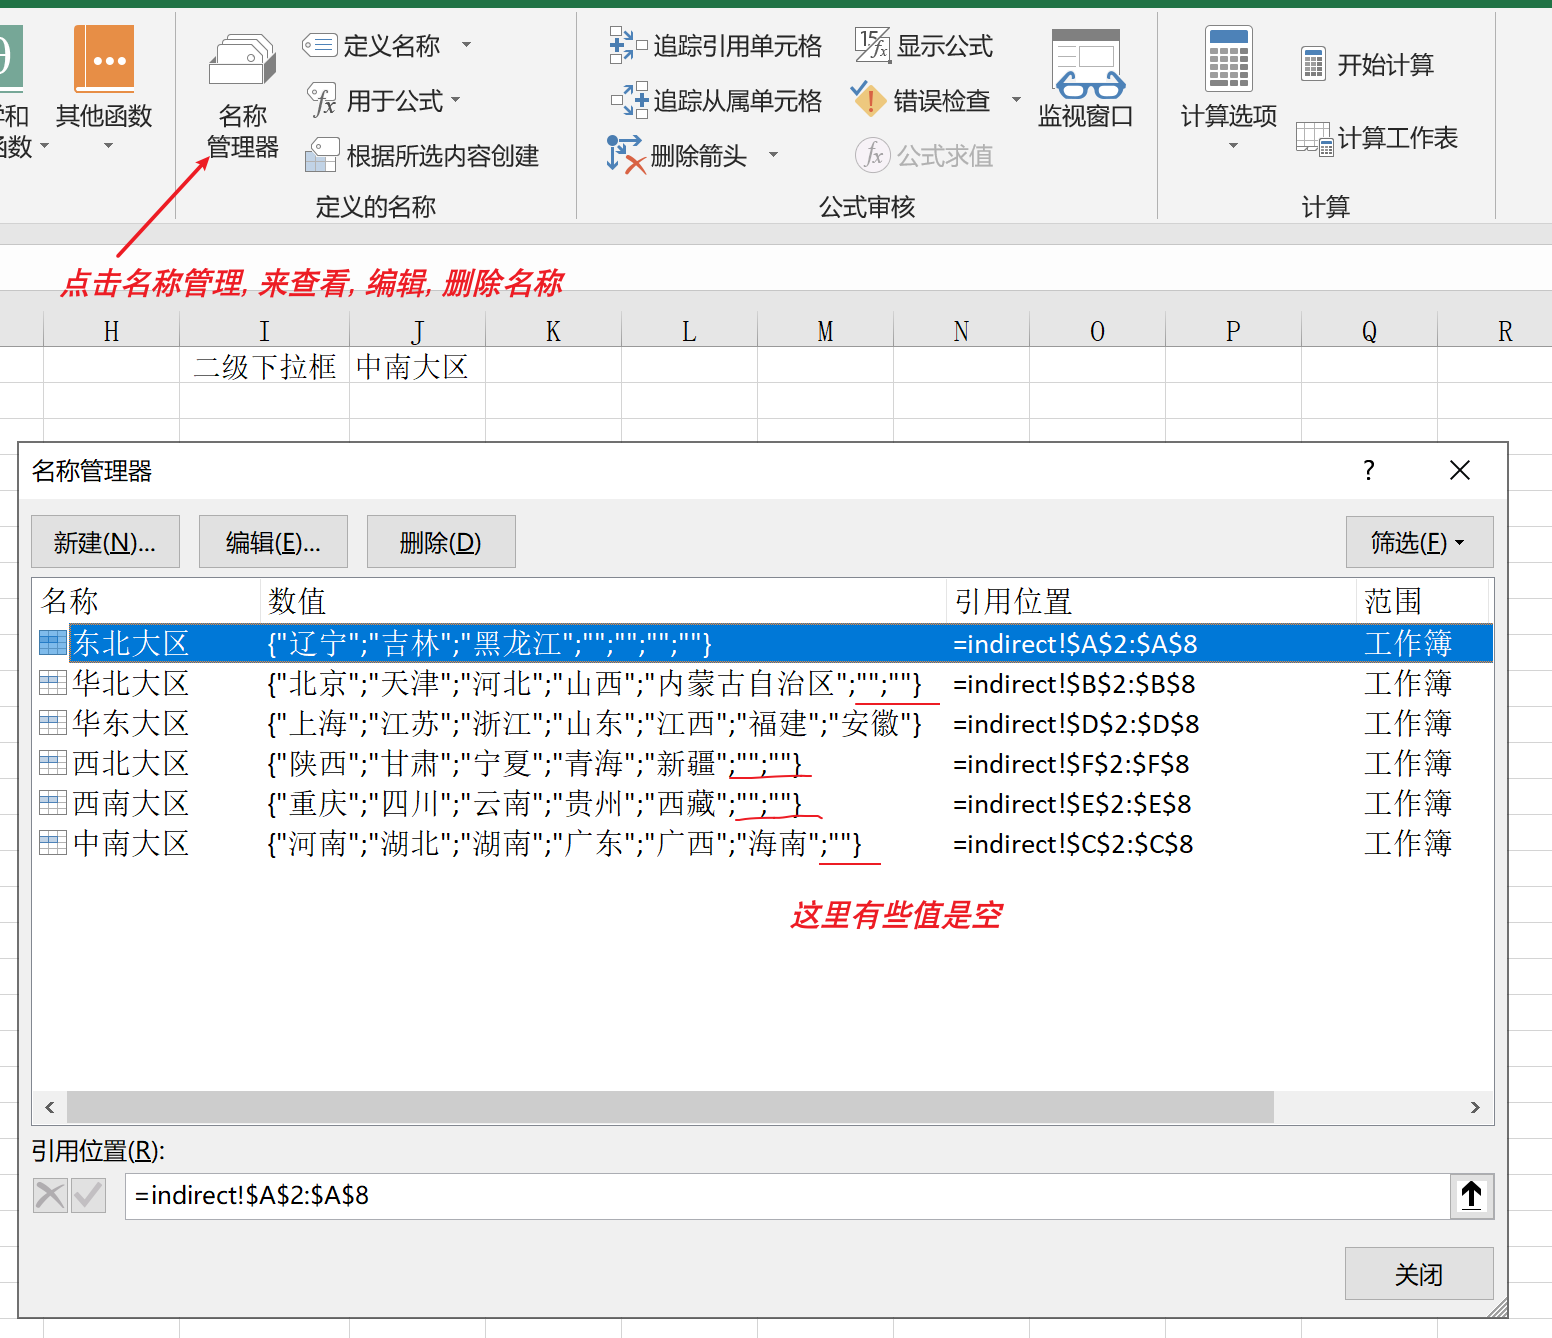 定义名称
追踪引用单元格
显示公式
用于公式
追踪从属单元格
错误检查
开始计算
其他函数
名称
管理器
监视窗口
计算选项
函数
根据所选内容创建
删除箭头
公式求值
计算工作表
定义的名称
公式审核
计算
点击名称管理, 来查看, 编辑, 删除名称
H I J K L M N O P Q R
二级下拉框 中南大区
名称管理器 ?
新建(N)... 编辑(E)... 删除(D) 筛选(F)
名称 数值 引用位置 范围
东北大区 {"辽宁";"吉林";"黑龙江";"";"";"";""} =indirect!$A$2:$A$8 工作簿
华北大区 {"北京";"天津";"河北";"山西";"内蒙古自治区";"";""} =indirect!$B$2:$B$8 工作簿
华东大区 {"上海";"江苏";"浙江";"山东";"江西";"福建";"安徽"} =indirect!$D$2:$D$8 工作簿
西北大区 {"陕西";"甘肃";"宁夏";"青海";"新疆";"";""} =indirect!$F$2:$F$8 工作簿
西南大区 {"重庆";"四川";"云南";"贵州";"西藏";"";""} =indirect!$E$2:$E$8 工作簿
中南大区 {"河南";"湖北";"湖南";"广东";"广西";"海南";""} =indirect!$C$2:$C$8 工作簿
这里有些值是空
引用位置(R):
=indirect!$A$2:$A$8
关闭